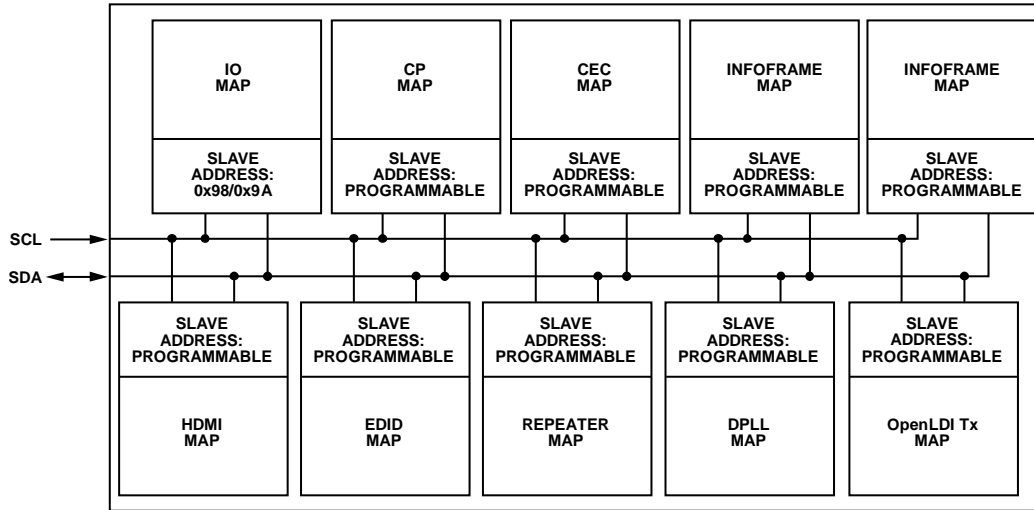 IO
MAP
CP
MAP
CEC
MAP
INFOFRAME
MAP
INFOFRAME
MAP
SLAVE
ADDRESS:
0x98/0x9A
SLAVE
ADDRESS:
PROGRAMMABLE
SLAVE
ADDRESS:
PROGRAMMABLE
SLAVE
ADDRESS:
PROGRAMMABLE
SLAVE
ADDRESS:
PROGRAMMABLE
SCL
SDA
SLAVE
ADDRESS:
PROGRAMMABLE
SLAVE
ADDRESS:
PROGRAMMABLE
SLAVE
ADDRESS:
PROGRAMMABLE
SLAVE
ADDRESS:
PROGRAMMABLE
SLAVE
ADDRESS:
PROGRAMMABLE
HDMI
MAP
EDID
MAP
REPEATER
MAP
DPLL
MAP
OpenLDI Tx
MAP